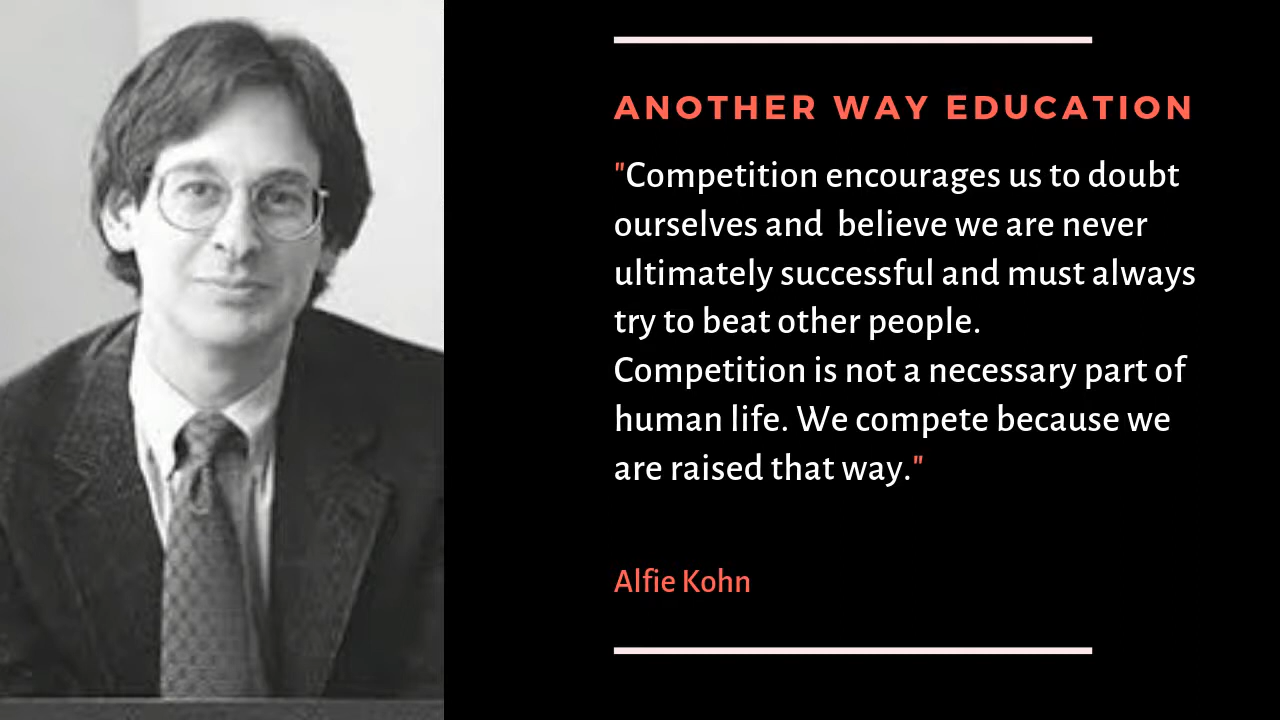 ANOTHER WAY EDUCATION
"Competition encourages us to doubt
ourselves and  believe we are never
ultimately successful and must always
try to beat other people.
Competition is not a necessary part of
human life. We compete because we
are raised that way."
Alfie Kohn